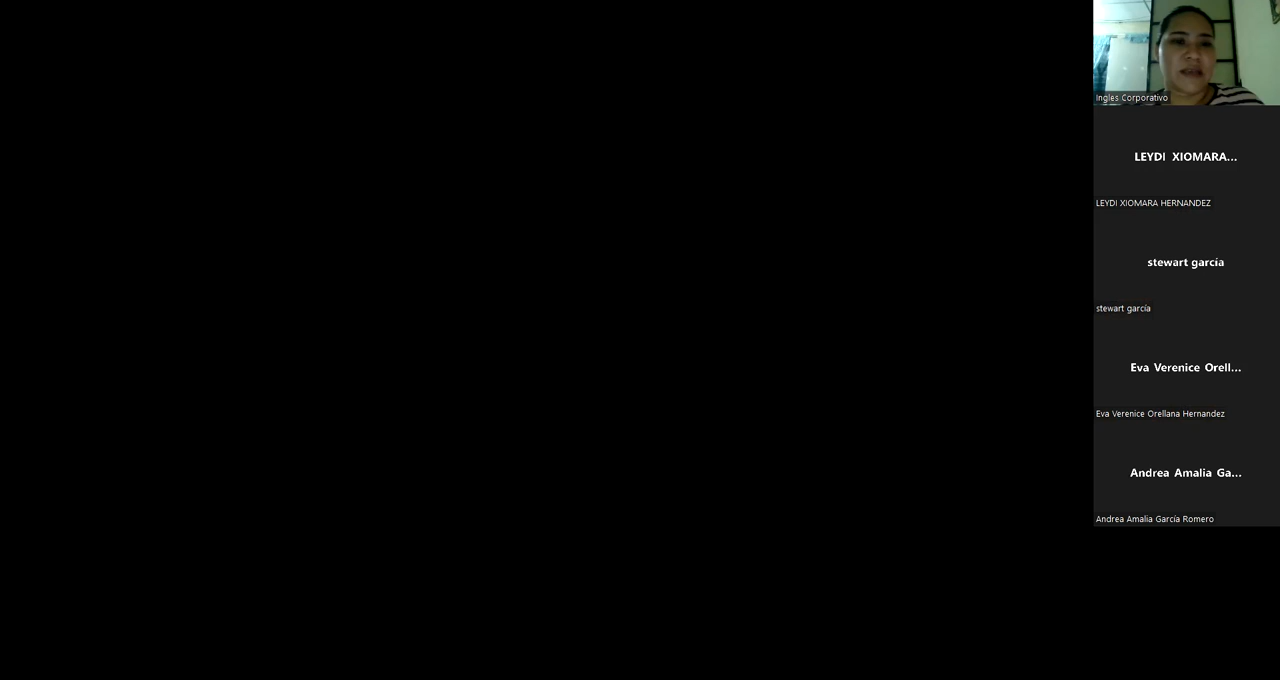 Ingles Corporativo
LEYDI XIOMARA...
LEYDI XIOMARA HERNANDEZ
stewart garcía
stewart garcía
Eva Verenice Orell...
Eva Verenice Orellana Hernandez
Andrea Amalia Ga...
Andrea Amalia García Romero